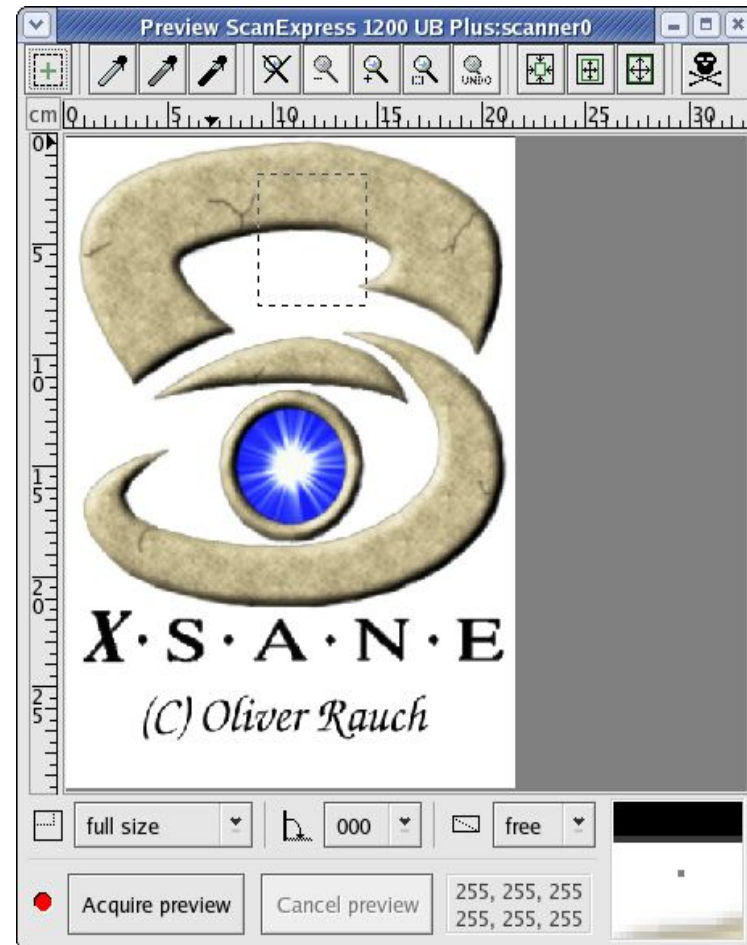 Preview ScanExpress 1200 UB Plus:scanner0
UNDO
cm 0 5 10 15 20 25 30
0
5
10
15
20
25
X·S·A·N·E
(C) Oliver Rauch
full size 000 free
Acquire preview Cancel preview 255, 255, 255
255, 255, 255